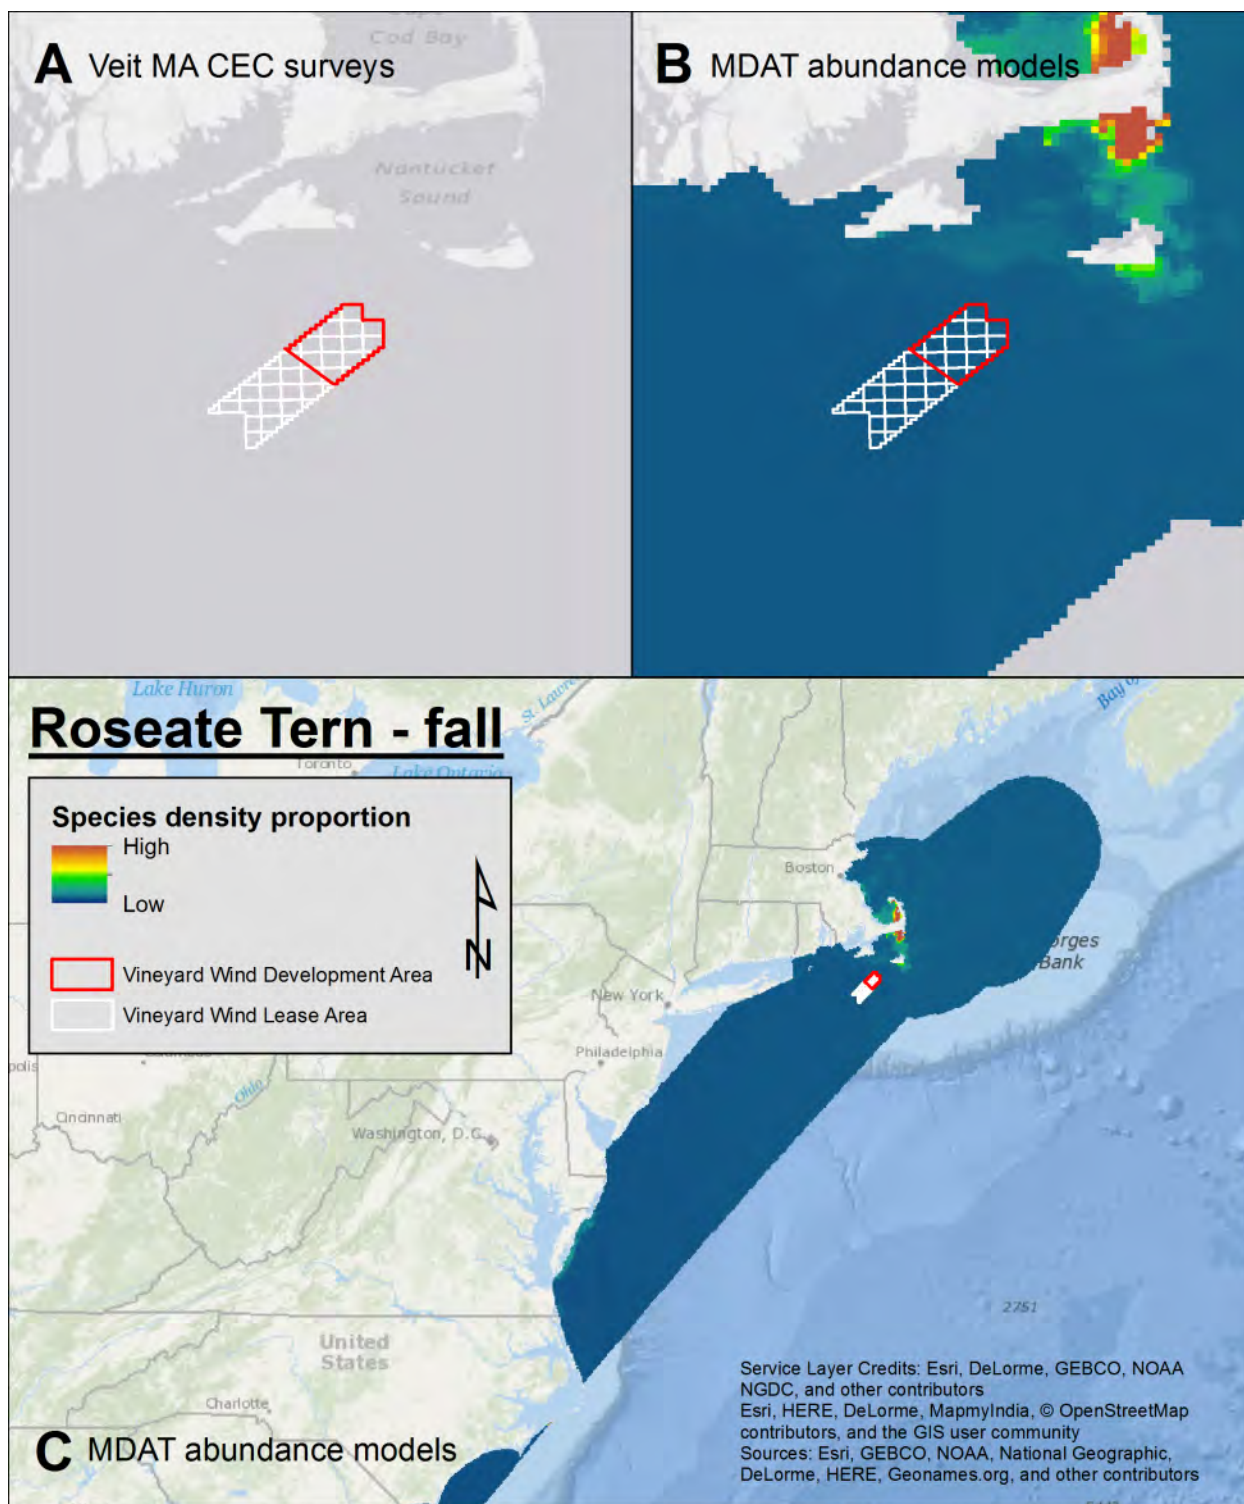 A Veit MA CEC surveys
Cod Bay
Nantucket
Sound
B MDAT abundance models
Lake Huron
St. Lawre
Bay of
Roseate Tern - fall
Toronto
Lake Ontario
Species density proportion
High
Low
N
Vineyard Wind Development Area
Vineyard Wind Lease Area
Boston
orges
Bank
New York
Philadelphia
polis
Ohio
Cincinnati
Washington, D.C.
2751
United
States
Charlotte
Service Layer Credits: Esri, DeLorme, GEBCO, NOAA
NGDC, and other contributors
Esri, HERE, DeLorme, MapmyIndia, © OpenStreetMap
contributors, and the GIS user community
Sources: Esri, GEBCO, NOAA, National Geographic,
DeLorme, HERE, Geonames.org, and other contributors
C MDAT abundance models